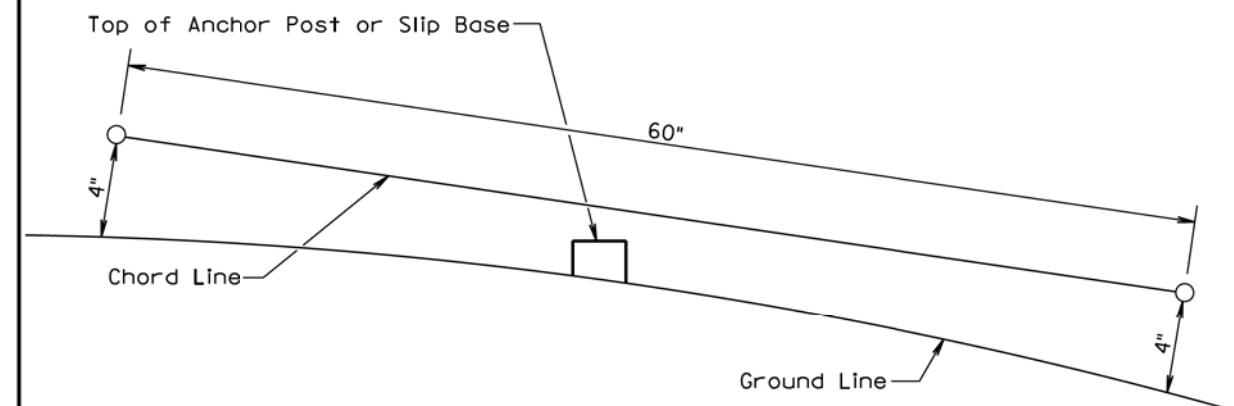 Top of Anchor Post or Slip Base
60"
4"
Chord Line
4"
Ground Line